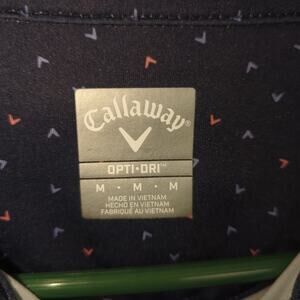 Callaway®
OPTI•DRI™
M • M • M
MADE IN VIETNAM
HECHO EN VIETNAM
FABRIQUÉ AU VIETNAM